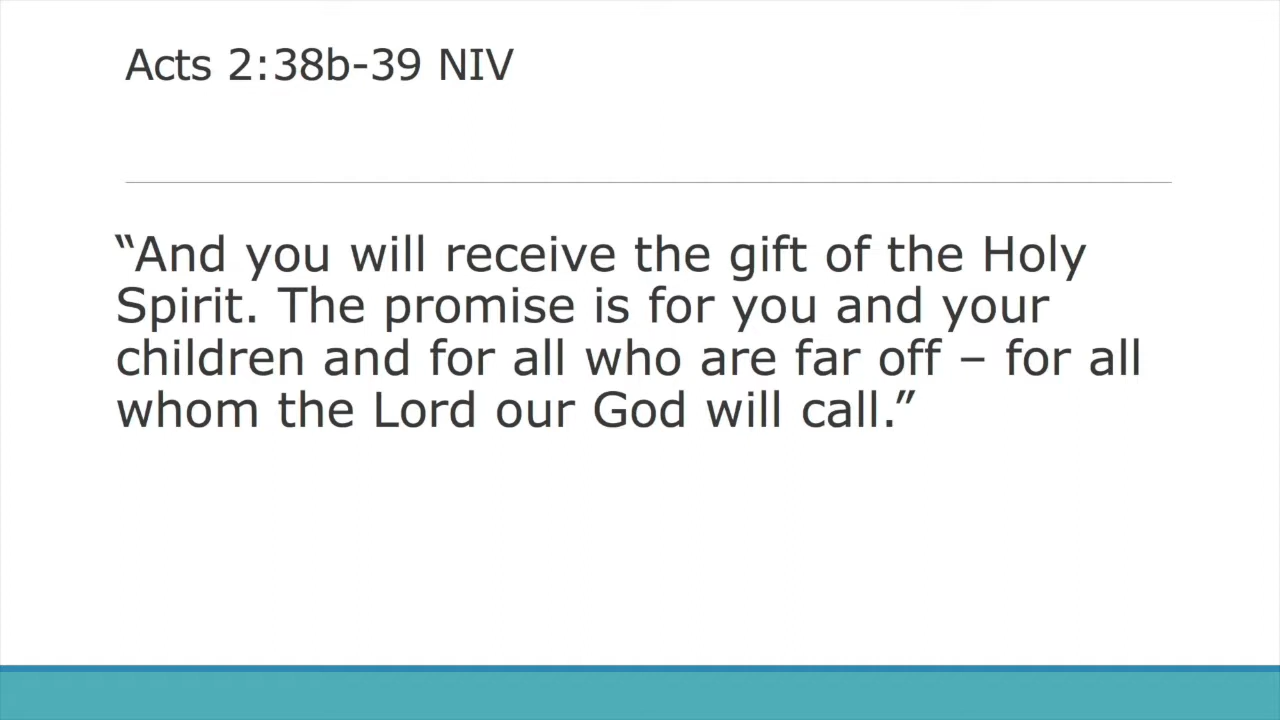 Acts 2:38b-39 NIV
“And you will receive the gift of the Holy
Spirit. The promise is for you and your
children and for all who are far off – for all
whom the Lord our God will call.”